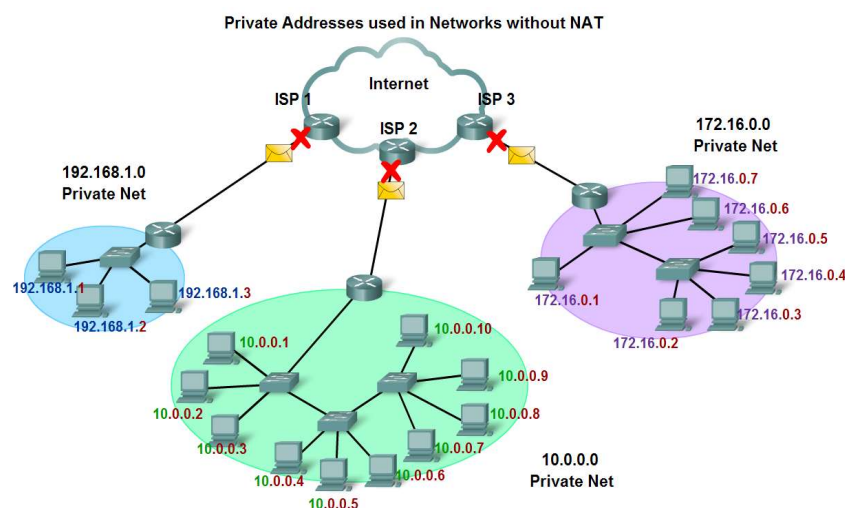 Private Addresses used in Networks without NAT
Internet
ISP 1
ISP 2
ISP 3
192.168.1.0
Private Net
192.168.1.1
192.168.1.2
192.168.1.3
172.16.0.0
Private Net
172.16.0.7
172.16.0.6
172.16.0.5
172.16.0.4
172.16.0.3
172.16.0.2
172.16.0.1
10.0.0.1
10.0.0.2
10.0.0.3
10.0.0.4
10.0.0.5
10.0.0.6
10.0.0.7
10.0.0.8
10.0.0.9
10.0.0.10
10.0.0.0
Private Net